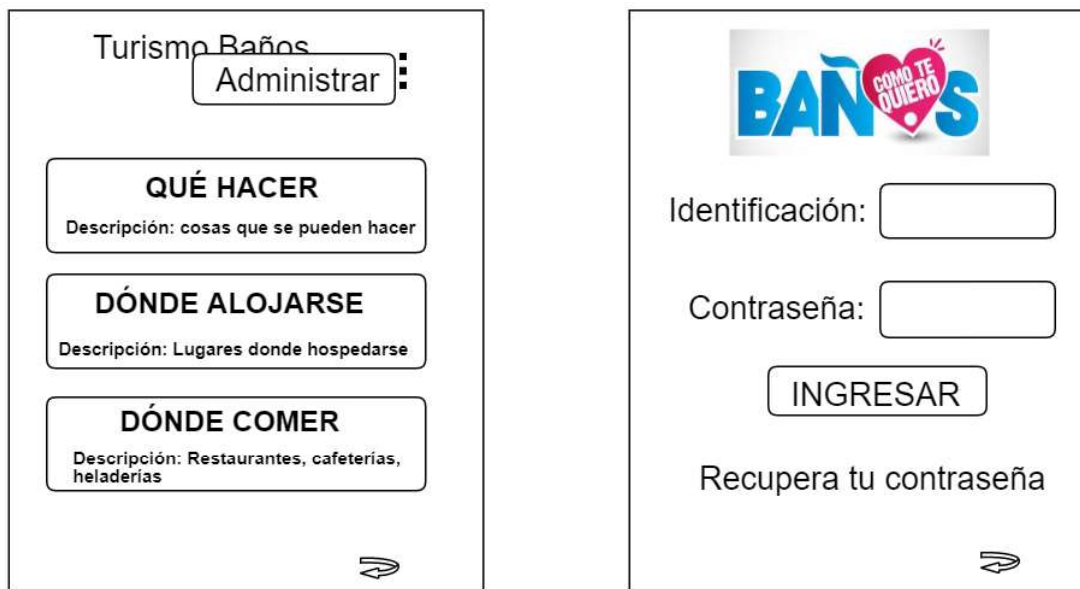 Turismo Baños
Administrar
QUÉ HACER
Descripción: cosas que se pueden hacer
DÓNDE ALOJARSE
Descripción: Lugares donde hospedarse
DÓNDE COMER
Descripción: Restaurantes, cafeterías,
heladerías
BAÑOS
CÓMO TE
QUIERO
Identificación:
Contraseña:
INGRESAR
Recupera tu contraseña